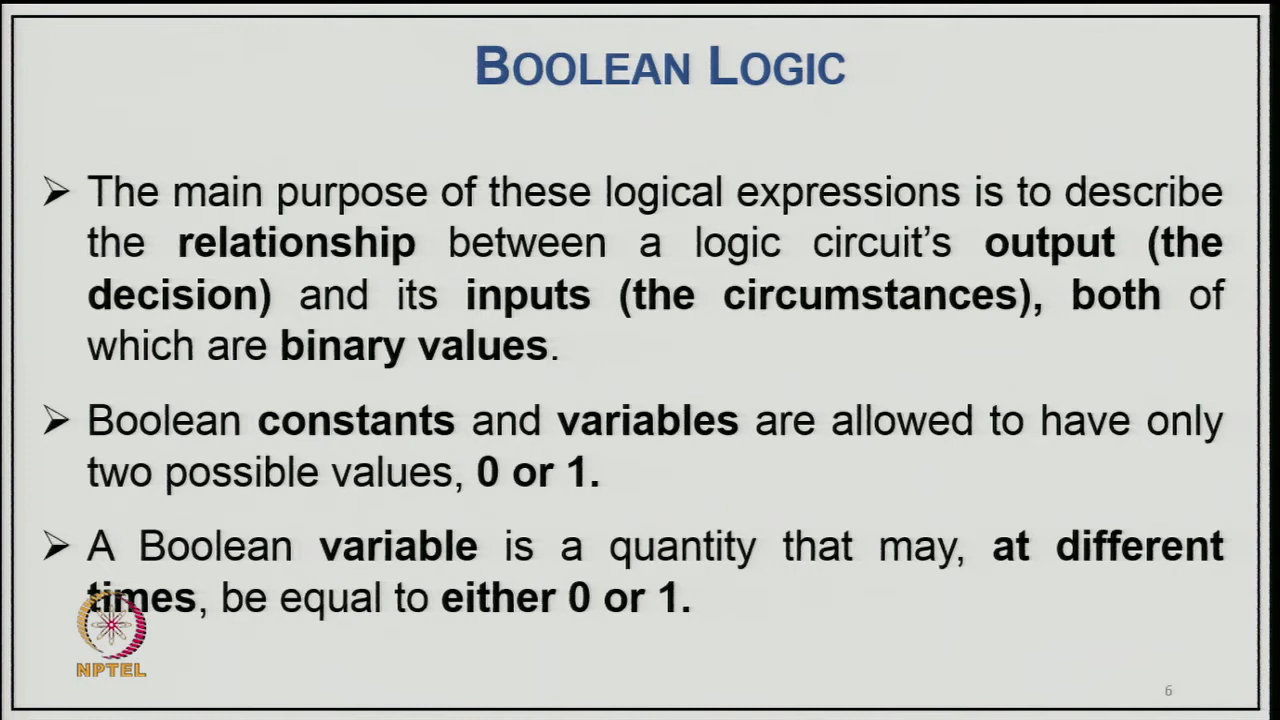 BOOLEAN LOGIC
➢ The main purpose of these logical expressions is to describe
the relationship between a logic circuit's output (the
decision) and its inputs (the circumstances), both of
which are binary values.
➢ Boolean constants and variables are allowed to have only
two possible values, 0 or 1.
➢ A Boolean variable is a quantity that may, at different
times, be equal to either 0 or 1.
NPTEL
6